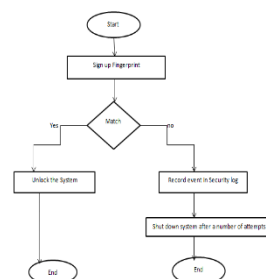 Start
Sign up Fingerprint
Match
Yes
no
Unlock the System
Record event in Security log
Shut down system after a number of attempts
End
End